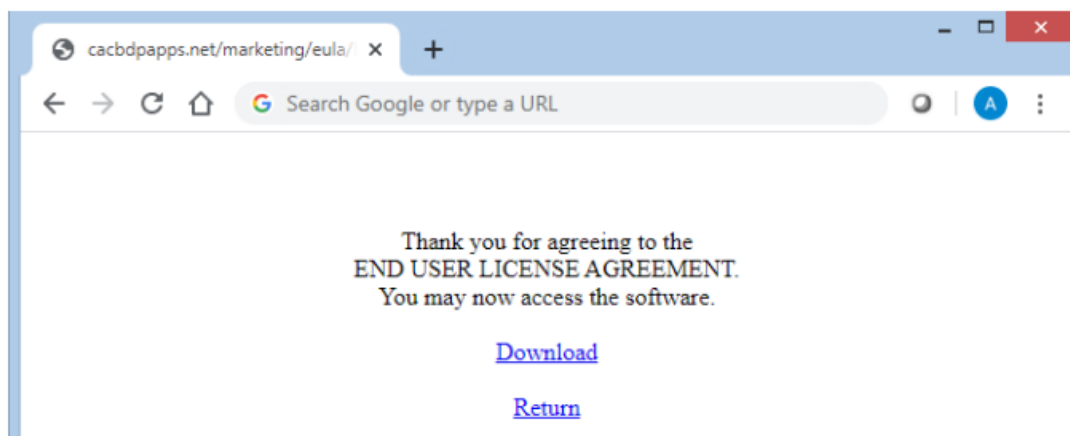 cacbdpapps.net/marketing/eula/
Search Google or type a URL
A
Thank you for agreeing to the
END USER LICENSE AGREEMENT.
You may now access the software.
Download
Return